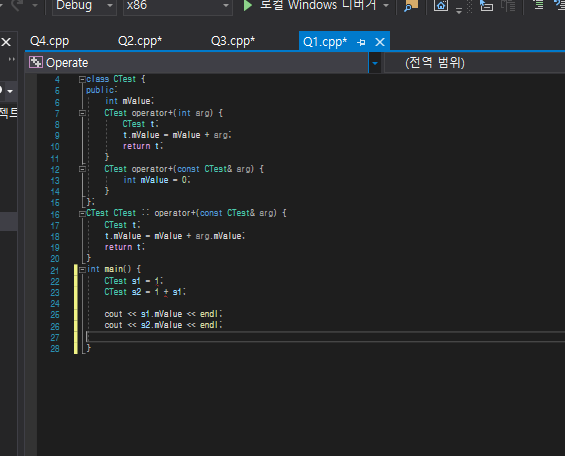 Debug x86 로컬 Windows 디버거
Q4.cpp Q2.cpp* Q3.cpp* Q1.cpp*
Operate (전역 범위)
4 class CTest {
5 public:
6 int mValue;
7 CTest operator+(int arg) {
8 CTest t;
9 t.mValue = mValue + arg;
10 return t;
11 }
12 CTest operator+(const CTest& arg) {
13 int mValue = 0;
14 }
15 };
16 CTest CTest :: operator+(const CTest& arg) {
17 CTest t;
18 t.mValue = mValue + arg.mValue;
19 return t;
20 }
21 int main() {
22 CTest s1 = 1;
23 CTest s2 = 1 + s1;
24
25 cout << s1.mValue << endl;
26 cout << s2.mValue << endl;
27
28 }